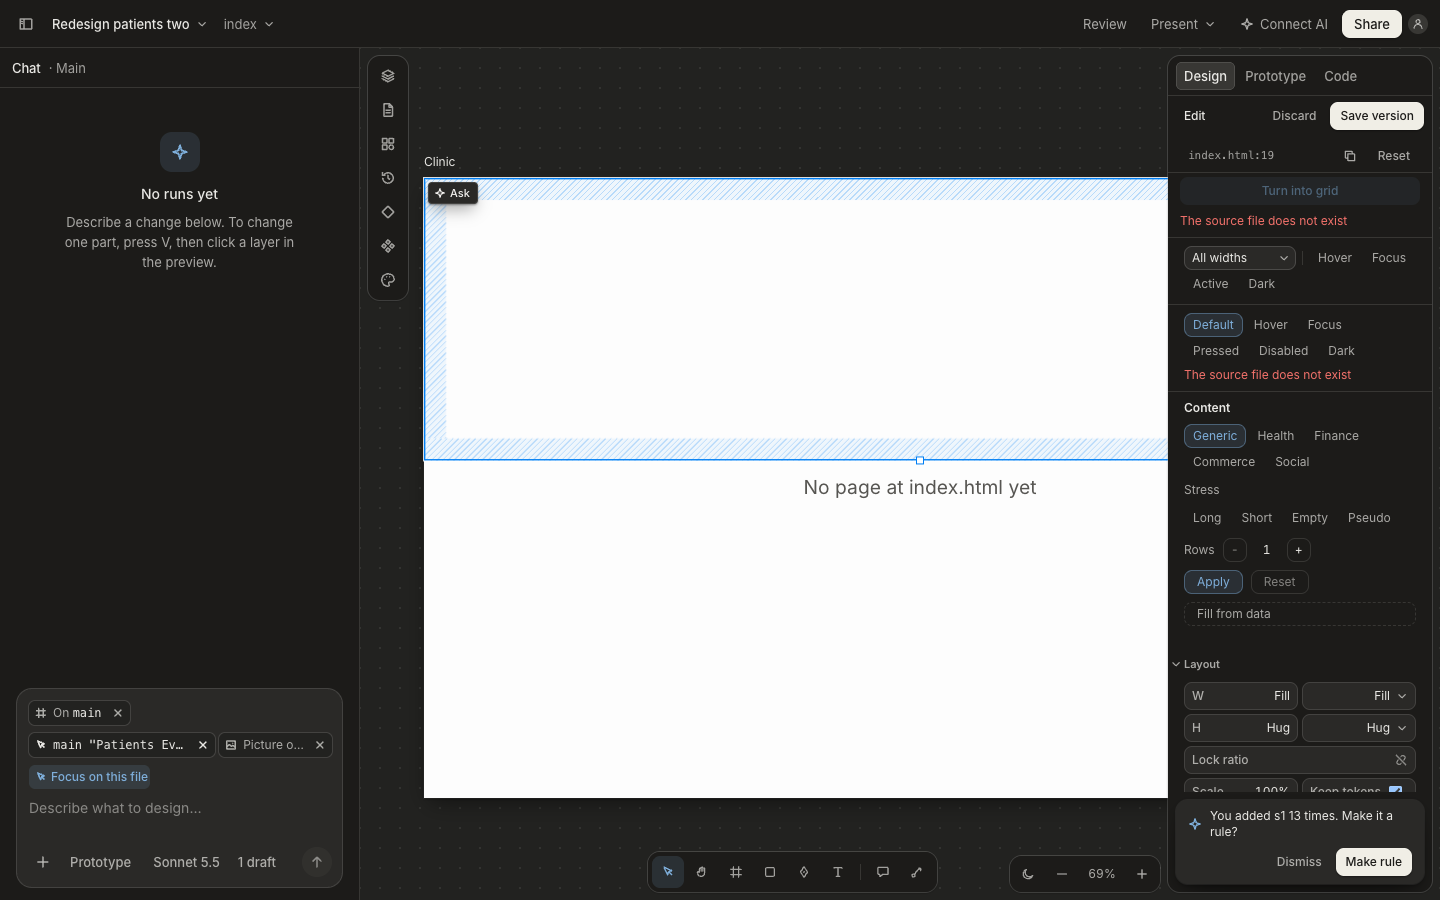 Redesign patients two
index
Review
Present
Connect AI
Share
Chat · Main
No runs yet
Describe a change below. To change
one part, press V, then click a layer in
the preview.
On main
main "Patients Ev…
Picture o…
Focus on this file
Describe what to design…
Prototype
Sonnet 5.5
1 draft
Clinic
Ask
No page at index.html yet
69%
Design
Prototype
Code
Edit
Discard
Save version
index.html:19
Reset
Turn into grid
The source file does not exist
All widths
Hover
Focus
Active
Dark
Default
Hover
Focus
Pressed
Disabled
Dark
The source file does not exist
Content
Generic
Health
Finance
Commerce
Social
Stress
Long
Short
Empty
Pseudo
Rows
-
1
+
Apply
Reset
Fill from data
Layout
W
Fill
Fill
H
Hug
Hug
Lock ratio
Scale
100%
Keep tokens
You added s1 13 times. Make it a
rule?
Dismiss
Make rule